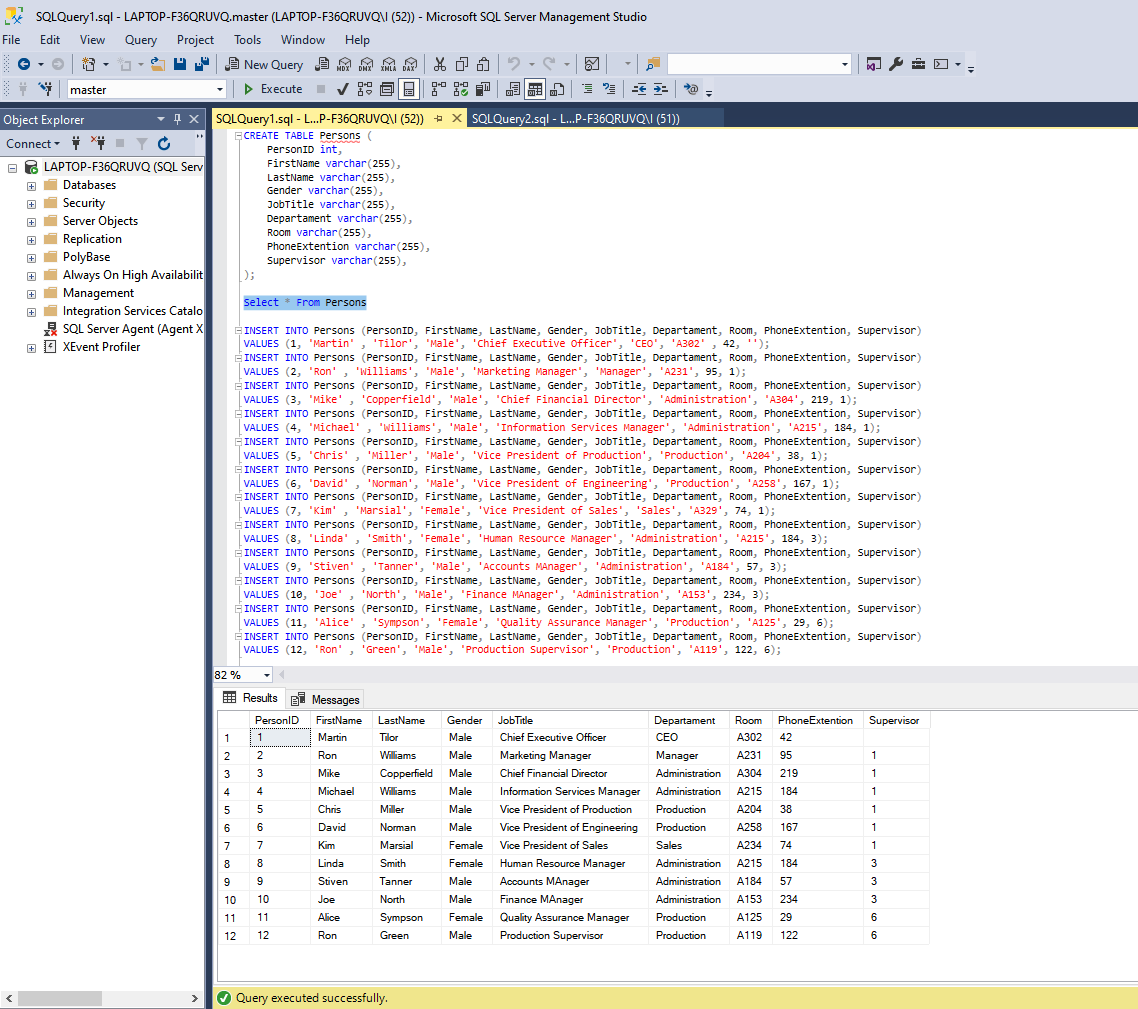 SQLQuery1.sql - LAPTOP-F36QRUVQ.master (LAPTOP-F36QRUVQ\I (52)) - Microsoft SQL Server Management Studio
File Edit View Query Project Tools Window Help
New Query MDX DMX XMLA DAX
master Execute
Object Explorer
SQLQuery1.sql - L...P-F36QRUVQ\I (52)) SQLQuery2.sql - L...P-F36QRUVQ\I (51))
Connect
LAPTOP-F36QRUVQ (SQL Serv
Databases
Security
Server Objects
Replication
PolyBase
Always On High Availabilit
Management
Integration Services Catalo
SQL Server Agent (Agent X
XEvent Profiler
CREATE TABLE Persons (
PersonID int,
FirstName varchar(255),
LastName varchar(255),
Gender varchar(255),
JobTitle varchar(255),
Departament varchar(255),
Room varchar(255),
PhoneExtention varchar(255),
Supervisor varchar(255),
);
Select * From Persons
INSERT INTO Persons (PersonID, FirstName, LastName, Gender, JobTitle, Departament, Room, PhoneExtention, Supervisor)
VALUES (1, 'Martin' , 'Tilor', 'Male', 'Chief Executive Officer', 'CEO', 'A302' , 42, '');
INSERT INTO Persons (PersonID, FirstName, LastName, Gender, JobTitle, Departament, Room, PhoneExtention, Supervisor)
VALUES (2, 'Ron' , 'Williams', 'Male', 'Marketing Manager', 'Manager', 'A231', 95, 1);
INSERT INTO Persons (PersonID, FirstName, LastName, Gender, JobTitle, Departament, Room, PhoneExtention, Supervisor)
VALUES (3, 'Mike' , 'Copperfield', 'Male', 'Chief Financial Director', 'Administration', 'A304', 219, 1);
INSERT INTO Persons (PersonID, FirstName, LastName, Gender, JobTitle, Departament, Room, PhoneExtention, Supervisor)
VALUES (4, 'Michael' , 'Williams', 'Male', 'Information Services Manager', 'Administration', 'A215', 184, 1);
INSERT INTO Persons (PersonID, FirstName, LastName, Gender, JobTitle, Departament, Room, PhoneExtention, Supervisor)
VALUES (5, 'Chris' , 'Miller', 'Male', 'Vice President of Production', 'Production', 'A204', 38, 1);
INSERT INTO Persons (PersonID, FirstName, LastName, Gender, JobTitle, Departament, Room, PhoneExtention, Supervisor)
VALUES (6, 'David' , 'Norman', 'Male', 'Vice President of Engineering', 'Production', 'A258', 167, 1);
INSERT INTO Persons (PersonID, FirstName, LastName, Gender, JobTitle, Departament, Room, PhoneExtention, Supervisor)
VALUES (7, 'Kim' , 'Marsial', 'Female', 'Vice President of Sales', 'Sales', 'A329', 74, 1);
INSERT INTO Persons (PersonID, FirstName, LastName, Gender, JobTitle, Departament, Room, PhoneExtention, Supervisor)
VALUES (8, 'Linda' , 'Smith', 'Female', 'Human Resource Manager', 'Administration', 'A215', 184, 3);
INSERT INTO Persons (PersonID, FirstName, LastName, Gender, JobTitle, Departament, Room, PhoneExtention, Supervisor)
VALUES (9, 'Stiven' , 'Tanner', 'Male', 'Accounts MAnager', 'Administration', 'A184', 57, 3);
INSERT INTO Persons (PersonID, FirstName, LastName, Gender, JobTitle, Departament, Room, PhoneExtention, Supervisor)
VALUES (10, 'Joe' , 'North', 'Male', 'Finance MAnager', 'Administration', 'A153', 234, 3);
INSERT INTO Persons (PersonID, FirstName, LastName, Gender, JobTitle, Departament, Room, PhoneExtention, Supervisor)
VALUES (11, 'Alice' , 'Sympson', 'Female', 'Quality Assurance Manager', 'Production', 'A125', 29, 6);
INSERT INTO Persons (PersonID, FirstName, LastName, Gender, JobTitle, Departament, Room, PhoneExtention, Supervisor)
VALUES (12, 'Ron' , 'Green', 'Male', 'Production Supervisor', 'Production', 'A119', 122, 6);
82 %
Results Messages
PersonID FirstName LastName Gender JobTitle Departament Room PhoneExtention Supervisor
1 1 Martin Tilor Male Chief Executive Officer CEO A302 42
2 2 Ron Williams Male Marketing Manager Manager A231 95 1
3 3 Mike Copperfield Male Chief Financial Director Administration A304 219 1
4 4 Michael Williams Male Information Services Manager Administration A215 184 1
5 5 Chris Miller Male Vice President of Production Production A204 38 1
6 6 David Norman Male Vice President of Engineering Production A258 167 1
7 7 Kim Marsial Female Vice President of Sales Sales A234 74 1
8 8 Linda Smith Female Human Resource Manager Administration A215 184 3
9 9 Stiven Tanner Male Accounts MAnager Administration A184 57 3
10 10 Joe North Male Finance MAnager Administration A153 234 3
11 11 Alice Sympson Female Quality Assurance Manager Production A125 29 6
12 12 Ron Green Male Production Supervisor Production A119 122 6
Query executed successfully.